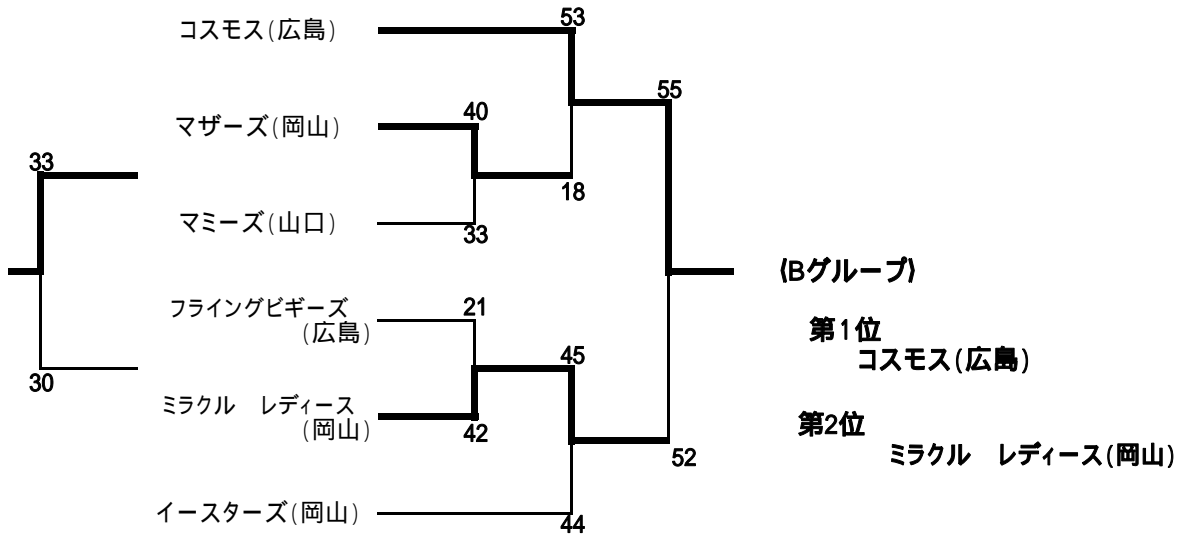 53
コスモス(広島)
55
40
マザーズ(岡山)
33
18
マミーズ(山口)
33
《Bグループ》
フライングビギーズ
(広島)
21
第1位
コスモス(広島)
45
30
ミラクル レディース
(岡山)
42
第2位
ミラクル レディース(岡山)
52
イースターズ(岡山)
44